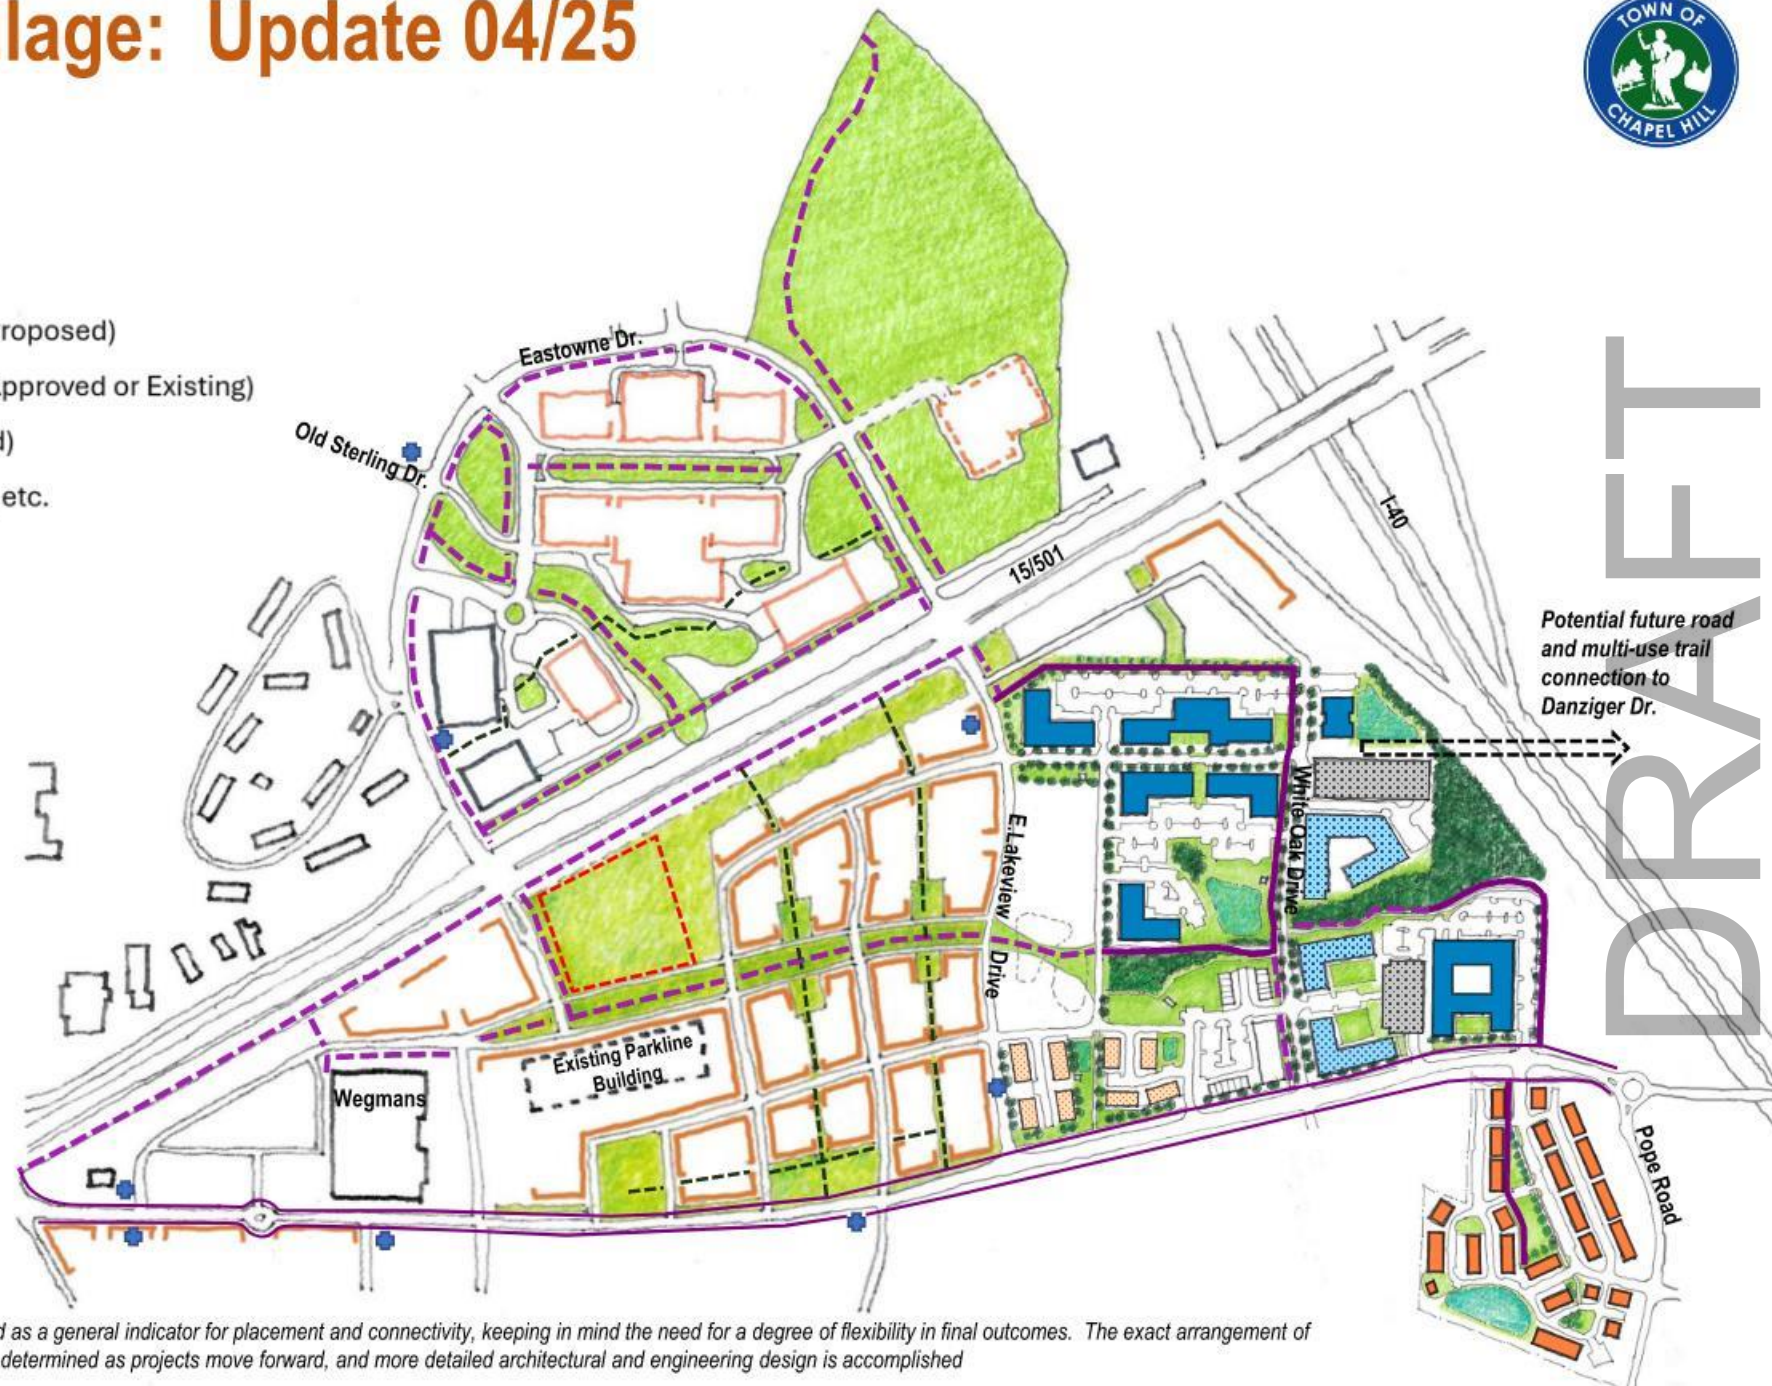 lage: Update 04/25
TOWN OF
CHAPEL HILL
roposed)
Approved or Existing)
d)
etc.
Eastowne Dr.
Old Sterling Dr.
I-40
15/501
Potential future road
and multi-use trail
connection to
Danziger Dr.
DRAFT
White Oak Drive
E.Lakeview
Drive
Existing Parkline
Building
Wegmans
Pope Road
d as a general indicator for placement and connectivity, keeping in mind the need for a degree of flexibility in final outcomes. The exact arrangement of
determined as projects move forward, and more detailed architectural and engineering design is accomplished